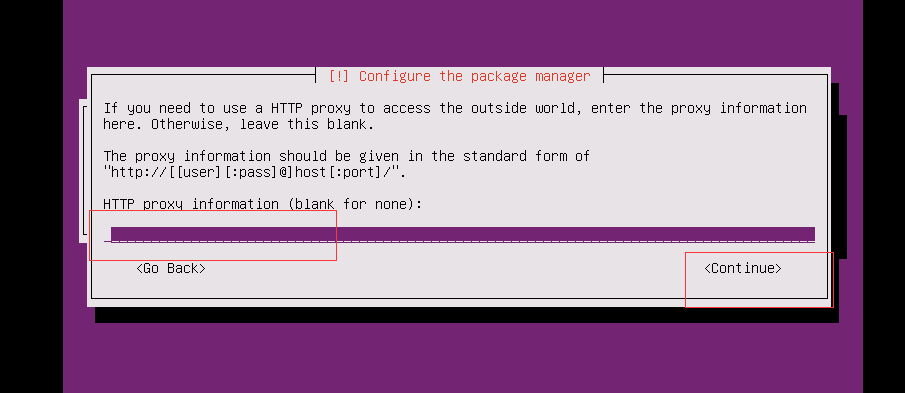 [!] Configure the package manager
If you need to use a HTTP proxy to access the outside world, enter the proxy information
here. Otherwise, leave this blank.
The proxy information should be given in the standard form of
"http://[[user][:pass]@]host[:port]/".
HTTP proxy information (blank for none):
<Go Back>
<Continue>